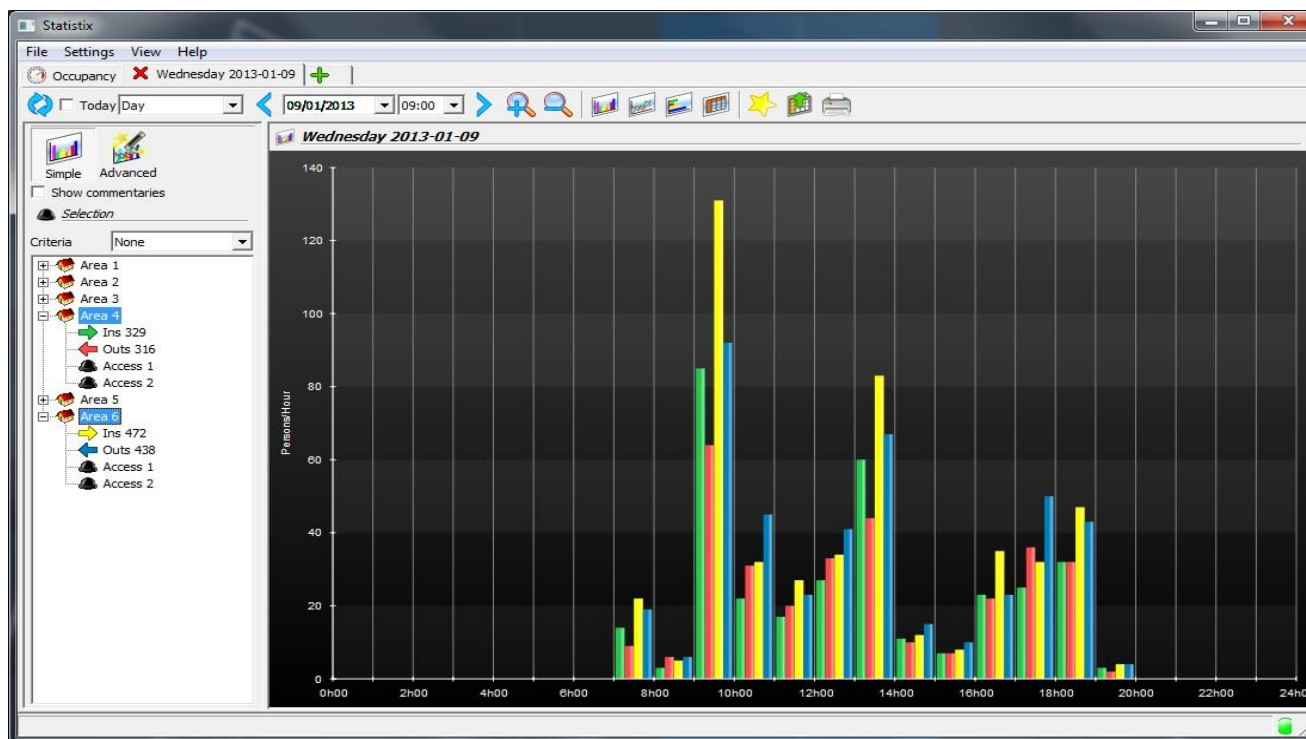 Statistix
File Settings View Help
Occupancy Wednesday 2013-01-09
Today Day 09/01/2013 09:00
Simple Advanced
Show commentaries
Selection
Criteria None
Area 1
Area 2
Area 3
Area 4
Ins 329
Outs 316
Access 1
Access 2
Area 5
Area 6
Ins 472
Outs 438
Access 1
Access 2
Wednesday 2013-01-09
140
120
100
80
60
40
20
0
Persons/Hour
0h00 2h00 4h00 6h00 8h00 10h00 12h00 14h00 16h00 18h00 20h00 22h00 24h0